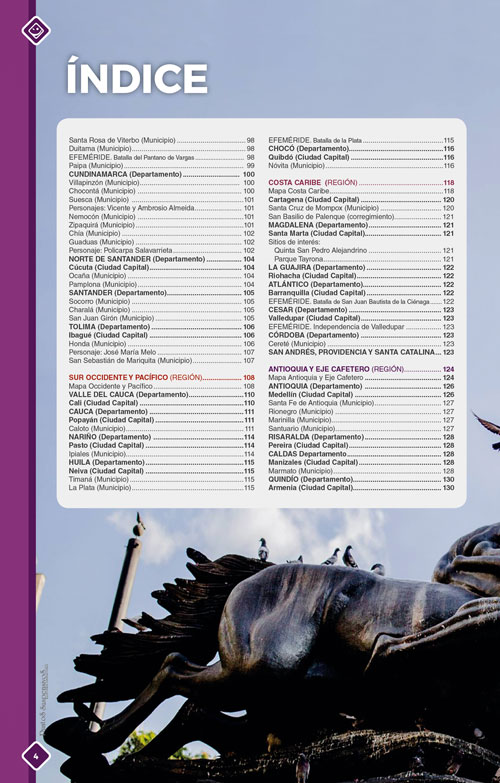 ÍNDICE
Santa Rosa de Viterbo (Municipio) 98
Duitama (Municipio) 98
EFEMÉRIDE. Batalla del Pantano de Vargas 98
Paipa (Municipio) 99
CUNDINAMARCA (Departamento) 100
Villapinzón (Municipio) 100
Chocontá (Municipio) 100
Suesca (Municipio) 101
Personajes: Vicente y Ambrosio Almeida 101
Nemocón (Municipio) 101
Zipaquirá (Municipio) 101
Chía (Municipio) 102
Guaduas (Municipio) 102
Personaje: Policarpa Salavarrieta 102
NORTE DE SANTANDER (Departamento) 104
Cúcuta (Ciudad Capital) 104
Ocaña (Municipio) 104
Pamplona (Municipio) 104
SANTANDER (Departamento) 105
Socorro (Municipio) 105
Charalá (Municipio) 105
San Juan Girón (Municipio) 105
TOLIMA (Departamento) 106
Ibagué (Ciudad Capital) 106
Honda (Municipio) 106
Personaje: José María Melo 107
San Sebastián de Mariquita (Municipio) 107
SUR OCCIDENTE Y PACÍFICO (REGIÓN) 108
Mapa Occidente y Pacífico 108
VALLE DEL CAUCA (Departamento) 110
Cali (Ciudad Capital) 110
CAUCA (Departamento) 111
Popayán (Ciudad Capital) 111
Caloto (Municipio) 111
NARIÑO (Departamento) 114
Pasto (Ciudad Capital) 114
Ipiales (Municipio) 114
HUILA (Departamento) 115
Neiva (Ciudad Capital) 115
Timaná (Municipio) 115
La Plata (Municipio) 115
EFEMÉRIDE. Batalla de la Plata 115
CHOCÓ (Departamento) 116
Quibdó (Ciudad Capital) 116
Nóvita (Municipio) 116
COSTA CARIBE (REGIÓN) 118
Mapa Costa Caribe 118
Cartagena (Ciudad Capital) 120
Santa Cruz de Mompox (Municipio) 120
San Basilio de Palenque (corregimiento) 121
MAGDALENA (Departamento) 121
Santa Marta (Ciudad Capital) 121
Sitios de interés:
Quinta San Pedro Alejandrino 121
Parque Tayrona 121
LA GUAJIRA (Departamento) 122
Riohacha (Ciudad Capital) 122
ATLÁNTICO (Departamento) 122
Barranquilla (Ciudad Capital) 122
EFEMÉRIDE. Batalla de San Juan Bautista de la Ciénaga 122
CESAR (Departamento) 123
Valledupar (Ciudad Capital) 123
EFEMÉRIDE. Independencia de Valledupar 123
CÓRDOBA (Departamento) 123
Cereté (Municipio) 123
SAN ANDRÉS, PROVIDENCIA Y SANTA CATALINA 123
ANTIOQUIA Y EJE CAFETERO (REGIÓN) 124
Mapa Antioquia y Eje Cafetero 124
ANTIOQUIA (Departamento) 126
Medellín (Ciudad Capital) 126
Santa Fe de Antioquia (Municipio) 127
Rionegro (Municipio) 127
Marinilla (Municipio) 127
Santuario (Municipio) 127
RISARALDA (Departamento) 128
Pereira (Ciudad Capital) 128
CALDAS Departamento 128
Manizales (Ciudad Capital) 128
Marmato (Municipio) 128
QUINDÍO (Departamento) 130
Armenia (Ciudad Capital) 130
4